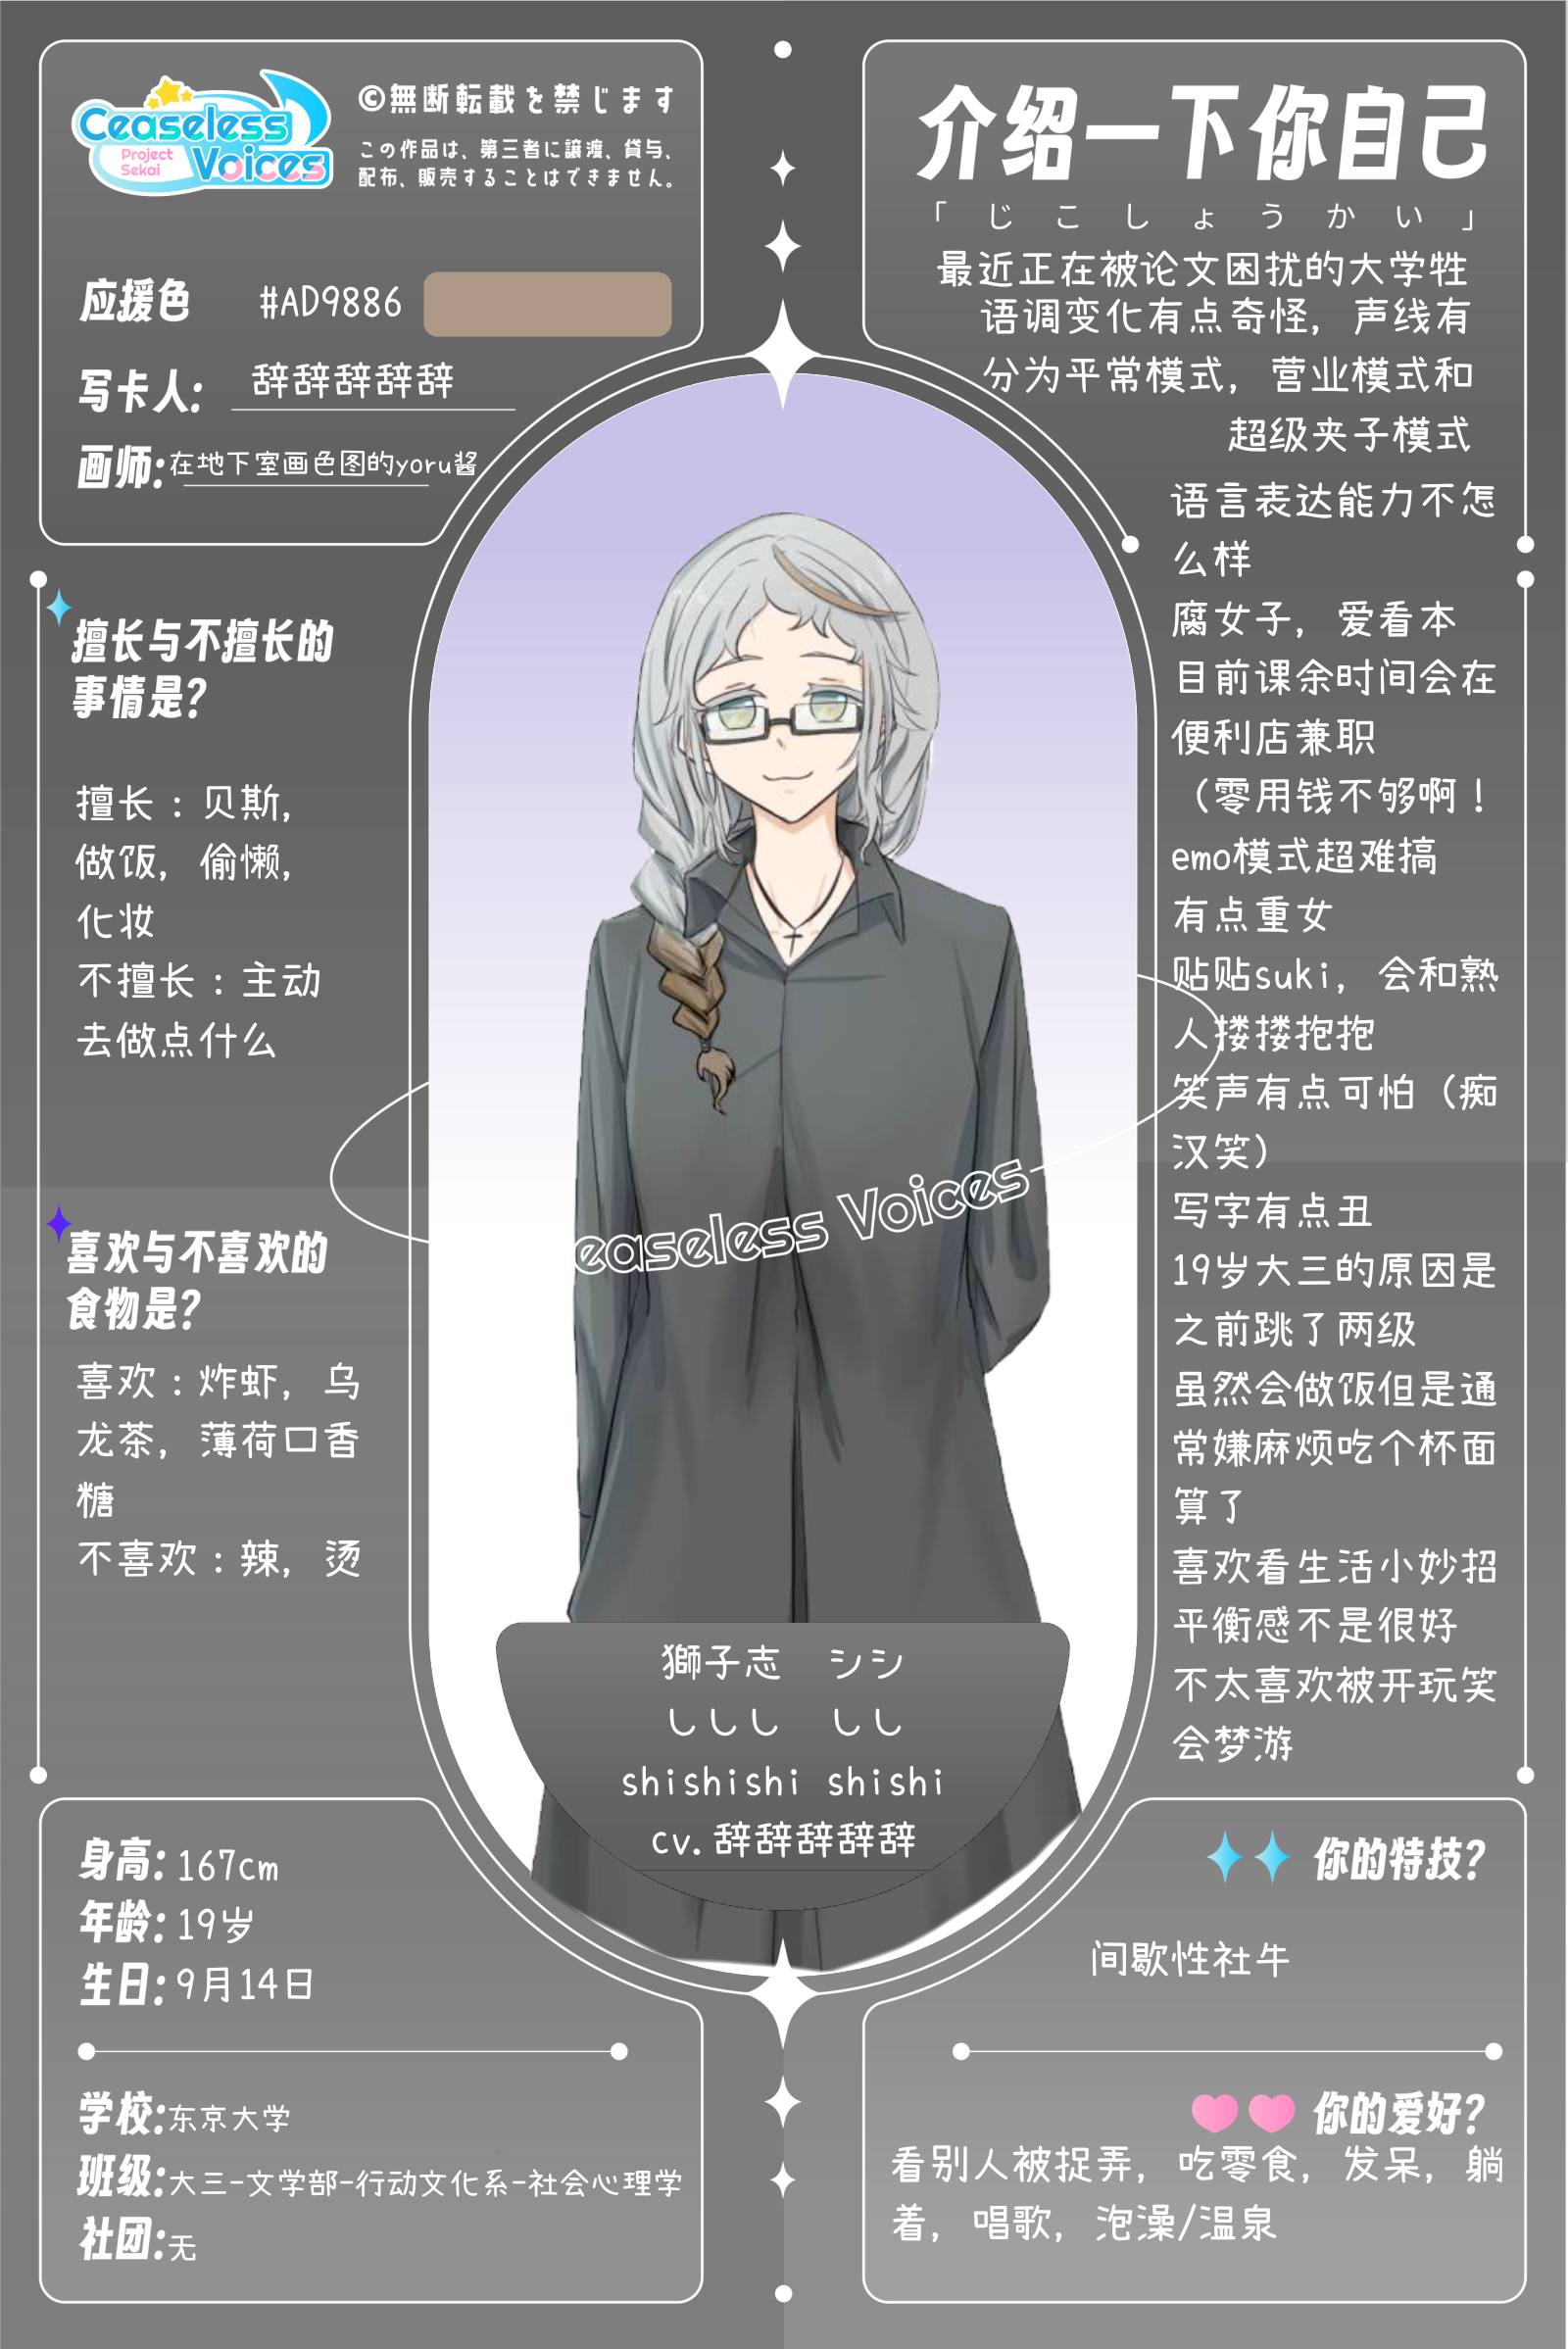 Ceaseless
Voices
Project
Sekai
©無断転載を禁じます
この作品は、第三者に譲渡、貸与、
配布、販売することはできません。
应援色 #AD9886
写卡人: 辞辞辞辞辞
画师:在地下室画色图的yoru酱
介绍一下你自己
「じこしょうかい」
最近正在被论文困扰的大学牲
语调变化有点奇怪，声线有
分为平常模式，营业模式和
超级夹子模式
语言表达能力不怎
么样
腐女子，爱看本
目前课余时间会在
便利店兼职
（零用钱不够啊！
emo模式超难搞
有点重女
贴贴suki，会和熟
人搂搂抱抱
笑声有点可怕（痴
汉笑）
写字有点丑
19岁大三的原因是
之前跳了两级
虽然会做饭但是通
常嫌麻烦吃个杯面
算了
喜欢看生活小妙招
平衡感不是很好
不太喜欢被开玩笑
会梦游
擅长与不擅长的
事情是?
擅长：贝斯，
做饭，偷懒，
化妆
不擅长：主动
去做点什么
喜欢与不喜欢的
食物是?
喜欢：炸虾，乌
龙茶，薄荷口香
糖
不喜欢：辣，烫
easeless Voices
獅子志 シシ
ししし しし
shishishi shishi
cv.辞辞辞辞辞
身高: 167cm
年龄: 19岁
生日: 9月14日
学校:东京大学
班级:大三-文学部-行动文化系-社会心理学
社团:无
你的特技?
间歇性社牛
你的爱好?
看别人被捉弄，吃零食，发呆，躺
着，唱歌，泡澡/温泉